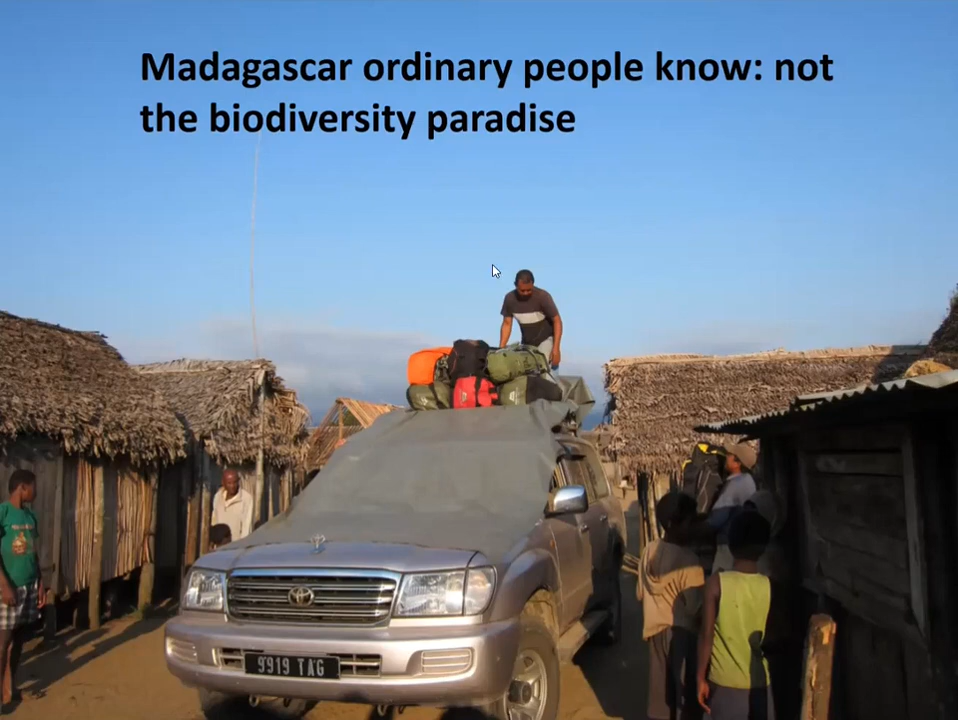 Madagascar ordinary people know: not
the biodiversity paradise
9919 TAG